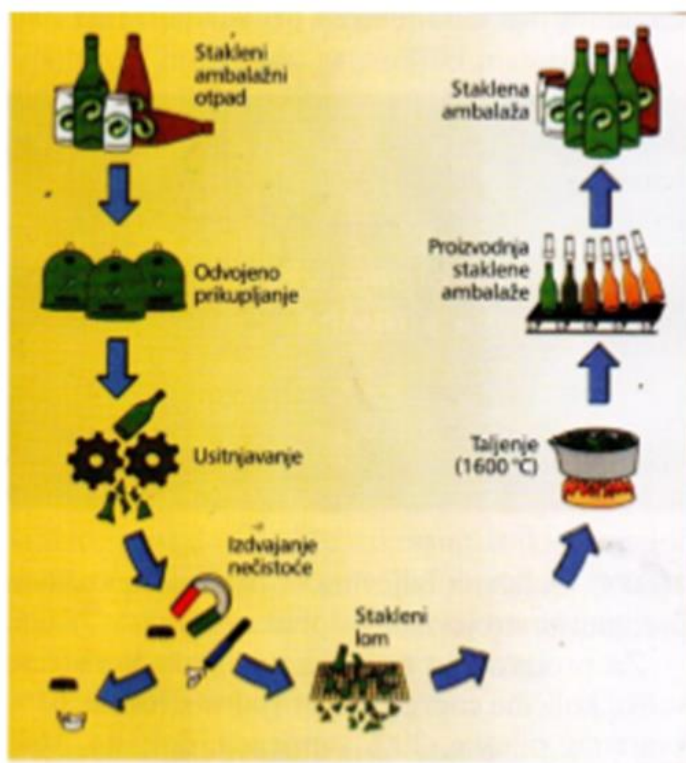 Stakleni
ambalažni
otpad
Odvojeno
prikupljanje
Usitnjavanje
Izdvajanje
nečistoće
Stakleni
lom
Taljenje
(1600 °C)
Proizvodnja
staklene
ambalaže
Staklena
ambalaža